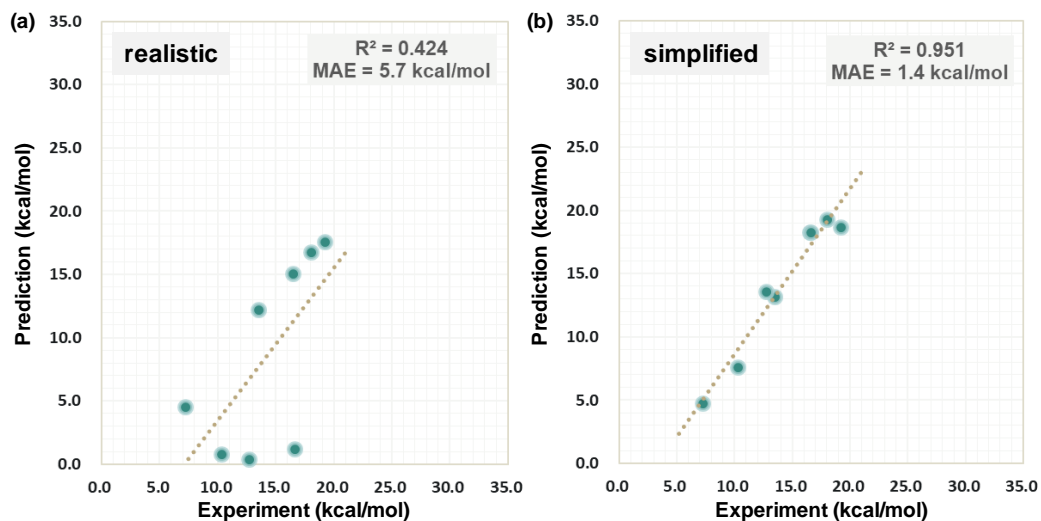 (a)
realistic
R² = 0.424
MAE = 5.7 kcal/mol
Prediction (kcal/mol)
35.0
30.0
25.0
20.0
15.0
10.0
5.0
0.0
0.0 5.0 10.0 15.0 20.0 25.0 30.0 35.0
Experiment (kcal/mol)
(b)
simplified
R² = 0.951
MAE = 1.4 kcal/mol
Prediction (kcal/mol)
35.0
30.0
25.0
20.0
15.0
10.0
5.0
0.0
0.0 5.0 10.0 15.0 20.0 25.0 30.0 35.0
Experiment (kcal/mol)